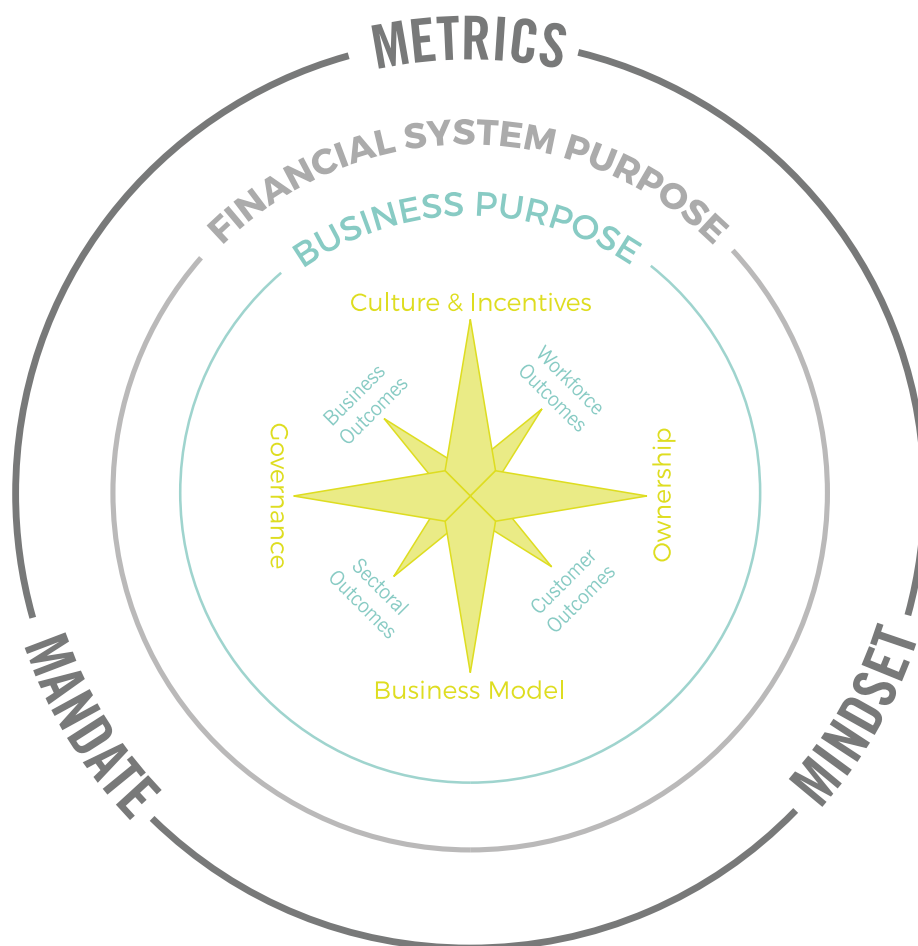 METRICS
FINANCIAL SYSTEM PURPOSE
BUSINESS PURPOSE
Culture & Incentives
Business
Outcomes
Workforce
Outcomes
Governance
Ownership
Sectoral
Outcomes
Customer
Outcomes
Business Model
MANDATE
MINDSET